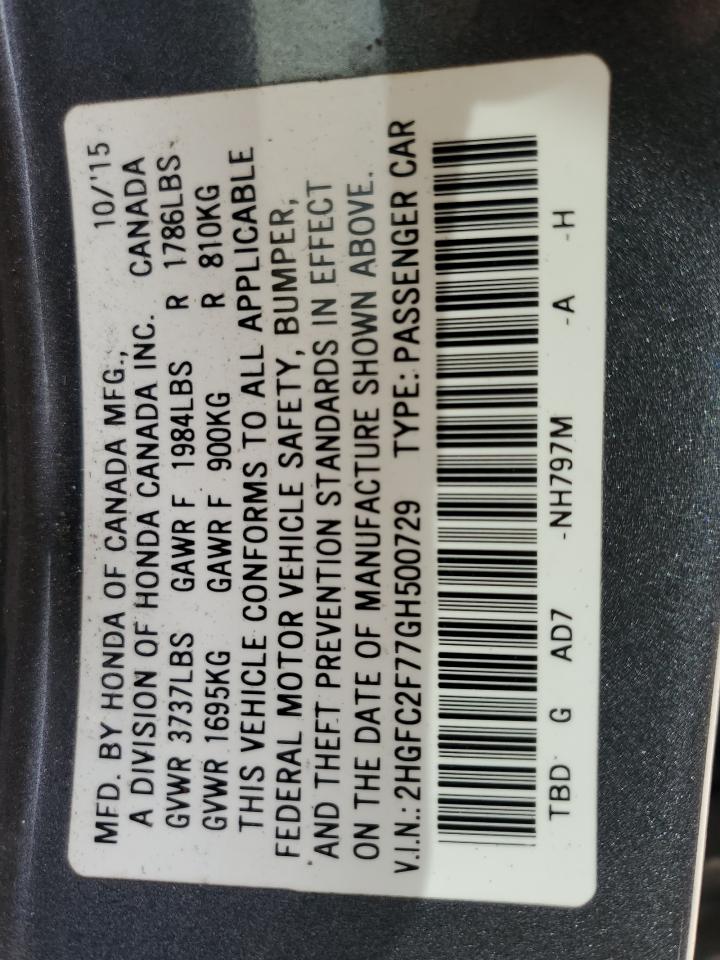 MFD. BY HONDA OF CANADA MFG., 10/'15
A DIVISION OF HONDA CANADA INC. CANADA
GVWR 3737LBS GAWR F 1984LBS R 1786LBS
GVWR 1695KG GAWR F 900KG R 810KG
THIS VEHICLE CONFORMS TO ALL APPLICABLE
FEDERAL MOTOR VEHICLE SAFETY, BUMPER,
AND THEFT PREVENTION STANDARDS IN EFFECT
ON THE DATE OF MANUFACTURE SHOWN ABOVE.
V.I.N.: 2HGFC2F77GH500729 TYPE: PASSENGER CAR
TBD G AD7 -NH797M -A -H